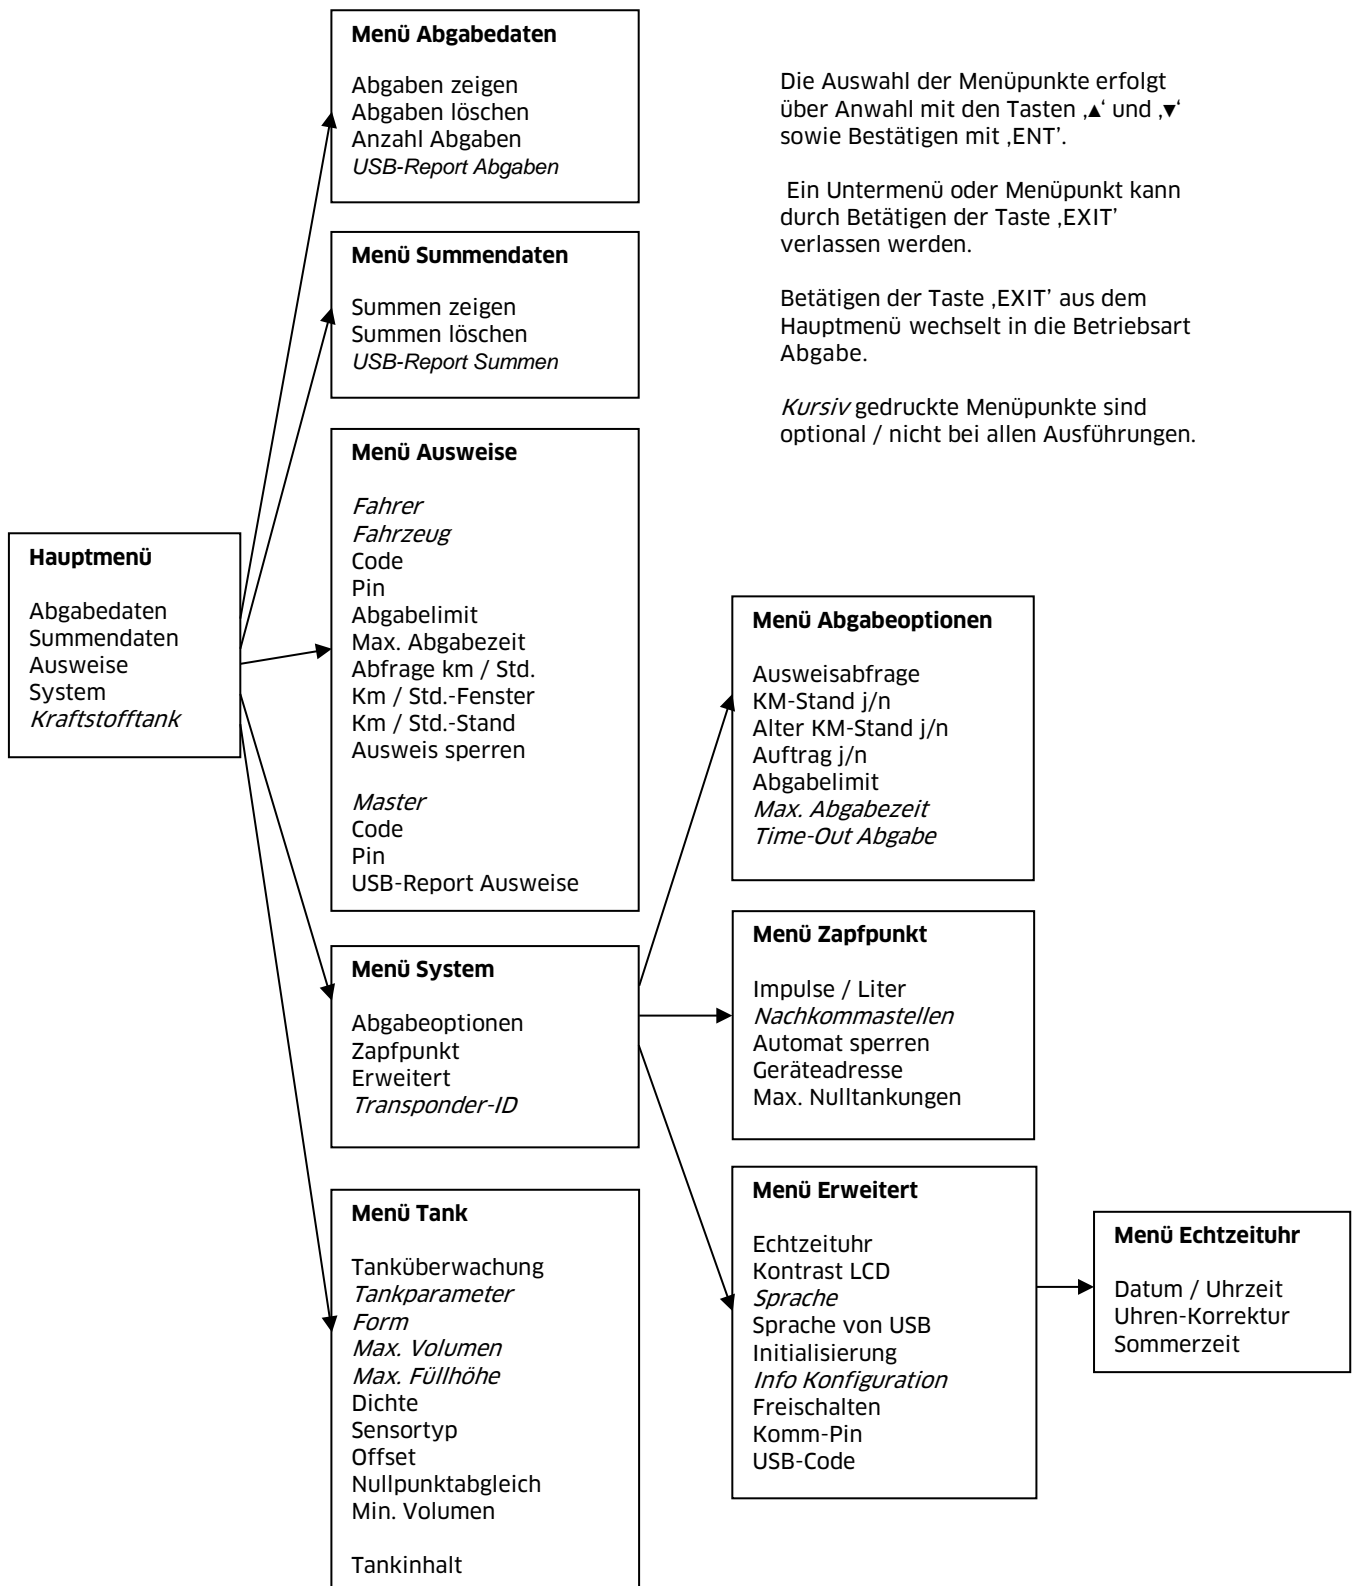 Menü Abgabedaten
Abgaben zeigen
Abgaben löschen
Anzahl Abgaben
USB-Report Abgaben
Die Auswahl der Menüpunkte erfolgt
über Anwahl mit den Tasten ‚▲‘ und ‚▼‘
sowie Bestätigen mit ‚ENT’.
Ein Untermenü oder Menüpunkt kann
durch Betätigen der Taste ‚EXIT’
verlassen werden.
Betätigen der Taste ‚EXIT’ aus dem
Hauptmenü wechselt in die Betriebsart
Abgabe.
Kursiv gedruckte Menüpunkte sind
optional / nicht bei allen Ausführungen.
Menü Summendaten
Summen zeigen
Summen löschen
USB-Report Summen
Menü Ausweise
Fahrer
Fahrzeug
Code
Pin
Abgabelimit
Max. Abgabezeit
Abfrage km / Std.
Km / Std.-Fenster
Km / Std.-Stand
Ausweis sperren
Master
Code
Pin
USB-Report Ausweise
Hauptmenü
Abgabedaten
Summendaten
Ausweise
System
Kraftstofftank
Menü Abgabeoptionen
Ausweisabfrage
KM-Stand j/n
Alter KM-Stand j/n
Auftrag j/n
Abgabelimit
Max. Abgabezeit
Time-Out Abgabe
Menü System
Abgabeoptionen
Zapfpunkt
Erweitert
Transponder-ID
Menü Zapfpunkt
Impulse / Liter
Nachkommastellen
Automat sperren
Geräteadresse
Max. Nulltankungen
Menü Tank
Tanküberwachung
Tankparameter
Form
Max. Volumen
Max. Füllhöhe
Dichte
Sensortyp
Offset
Nullpunktabgleich
Min. Volumen
Tankinhalt
Menü Erweitert
Echtzeituhr
Kontrast LCD
Sprache
Sprache von USB
Initialisierung
Info Konfiguration
Freischalten
Komm-Pin
USB-Code
Menü Echtzeituhr
Datum / Uhrzeit
Uhren-Korrektur
Sommerzeit